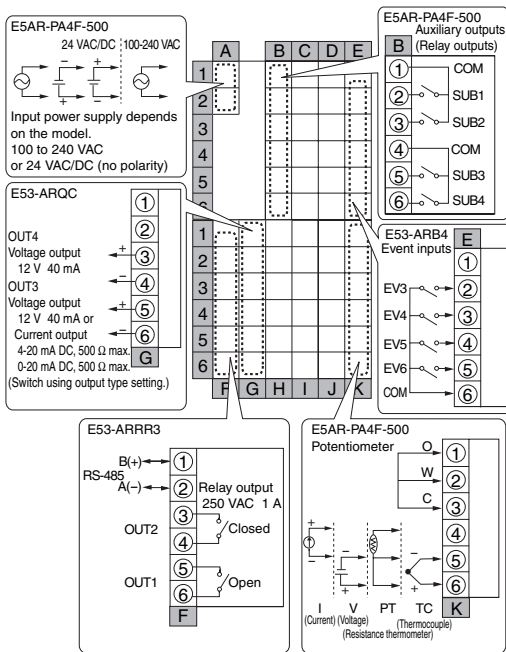 E5AR-PA4F-500
24 VAC/DC 100-240 VAC
Input power supply depends
on the model.
100 to 240 VAC
or 24 VAC/DC (no polarity)
A B C D E
1
2
3
4
5
6
1
2
3
4
5
6
F G H I J K
E5AR-PA4F-500
Auxiliary outputs
(Relay outputs)
B
1 COM
2 SUB1
3 SUB2
4 COM
5 SUB3
6 SUB4
E53-ARQC
1
2
3
4
5
6
G
OUT4
Voltage output
12 V 40 mA
OUT3
Voltage output
12 V 40 mA or
Current output
4-20 mA DC, 500 Ω max.
0-20 mA DC, 500 Ω max.
(Switch using output type setting.)
+
−
+
−
E53-ARB4
Event inputs
E
1
EV3 2
EV4 3
EV5 4
EV6 5
COM 6
E53-ARRR3
B(+) 1
RS-485
A(−) 2
Relay output
250 VAC 1 A
3
OUT2 Closed
4
5
OUT1 Open
6
F
E5AR-PA4F-500
Potentiometer
O 1
W 2
C 3
4
5
6
K
+ − + − − +
I V PT TC
(Current) (Voltage) (Thermocouple)
(Resistance thermometer)